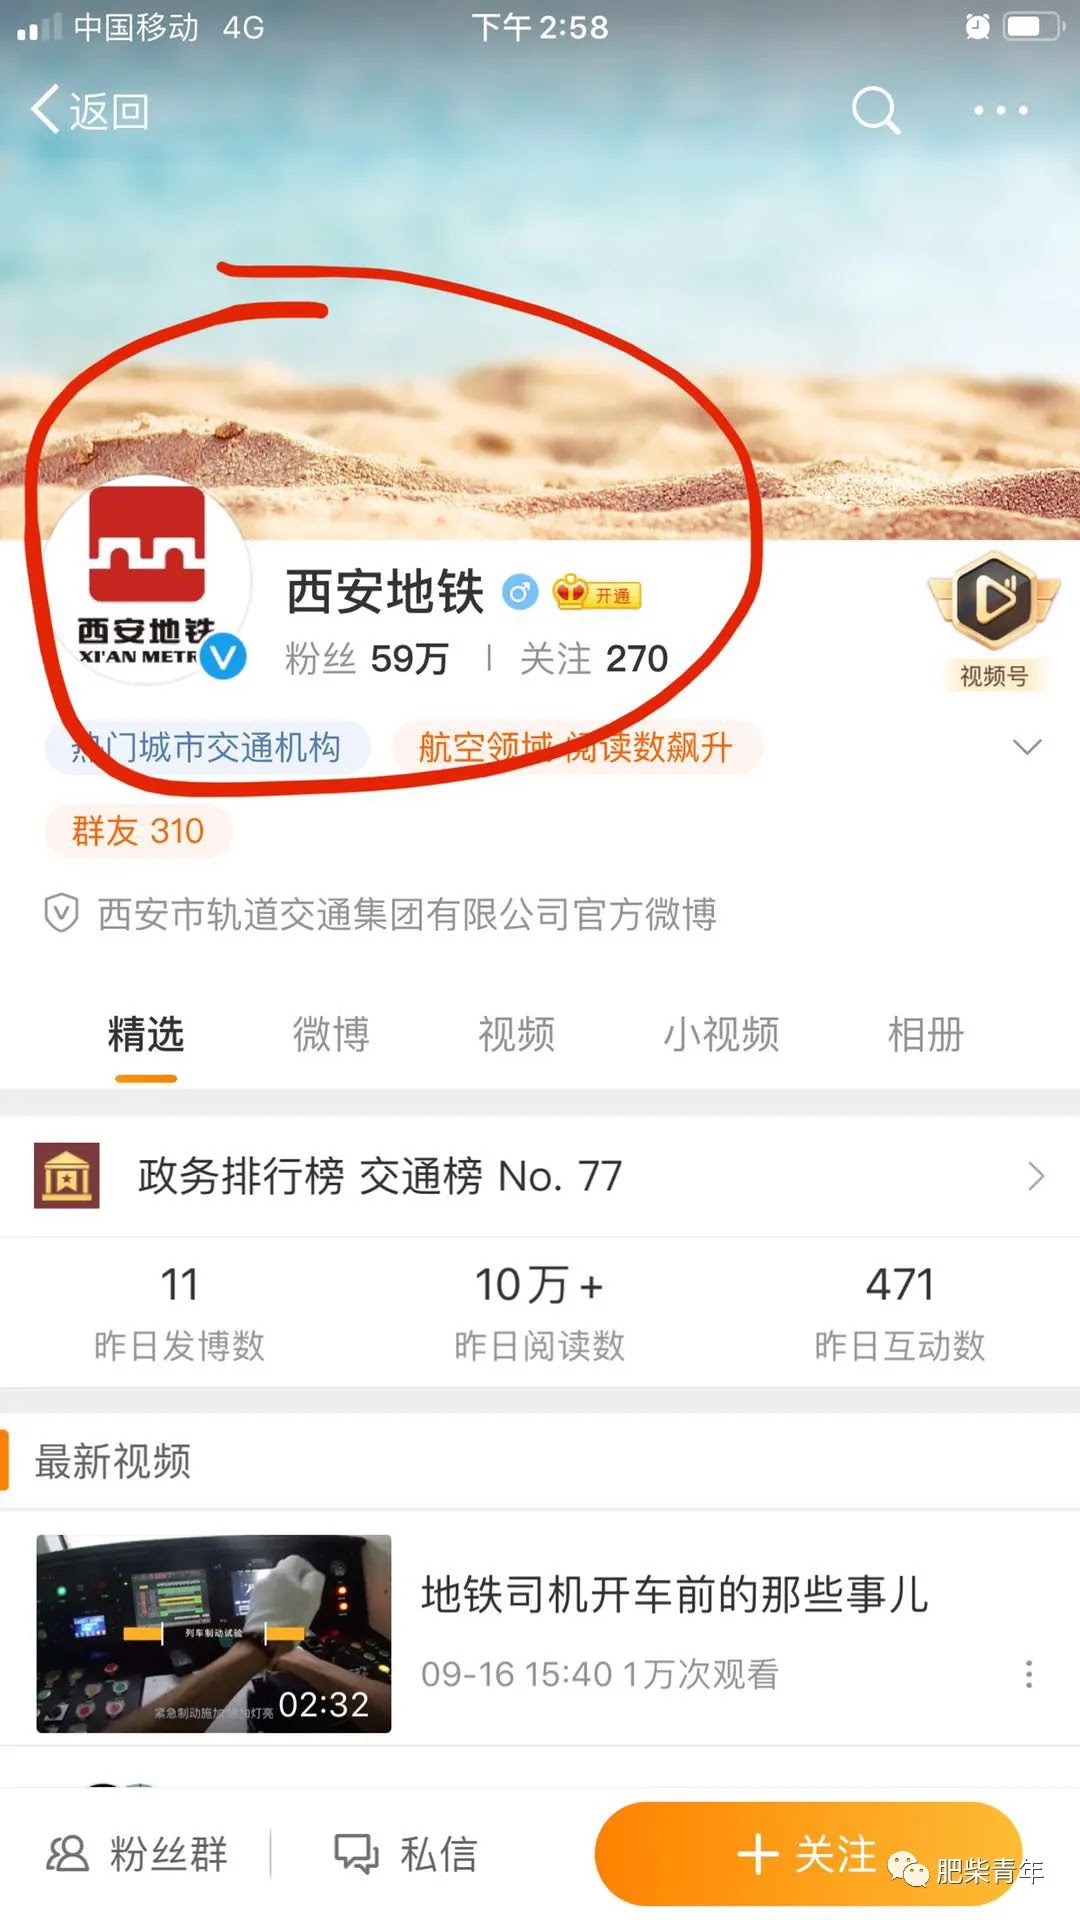 中国移动 4G 下午 2:58
返回
西安地铁
XI'AN METR
西安地铁 开通
粉丝 59万 | 关注 270
视频号
热门城市交通机构 航空领域 阅读数飙升
群友 310
西安市轨道交通集团有限公司官方微博
精选 微博 视频 小视频 相册
政务排行榜 交通榜 No. 77
11 10万+ 471
昨日发博数 昨日阅读数 昨日互动数
最新视频
列车制动试验
地铁司机开车前的那些事儿
09-16 15:40 1万次观看
紧急制动施加 灯亮 02:32
粉丝群 私信 + 关注
肥柴青年